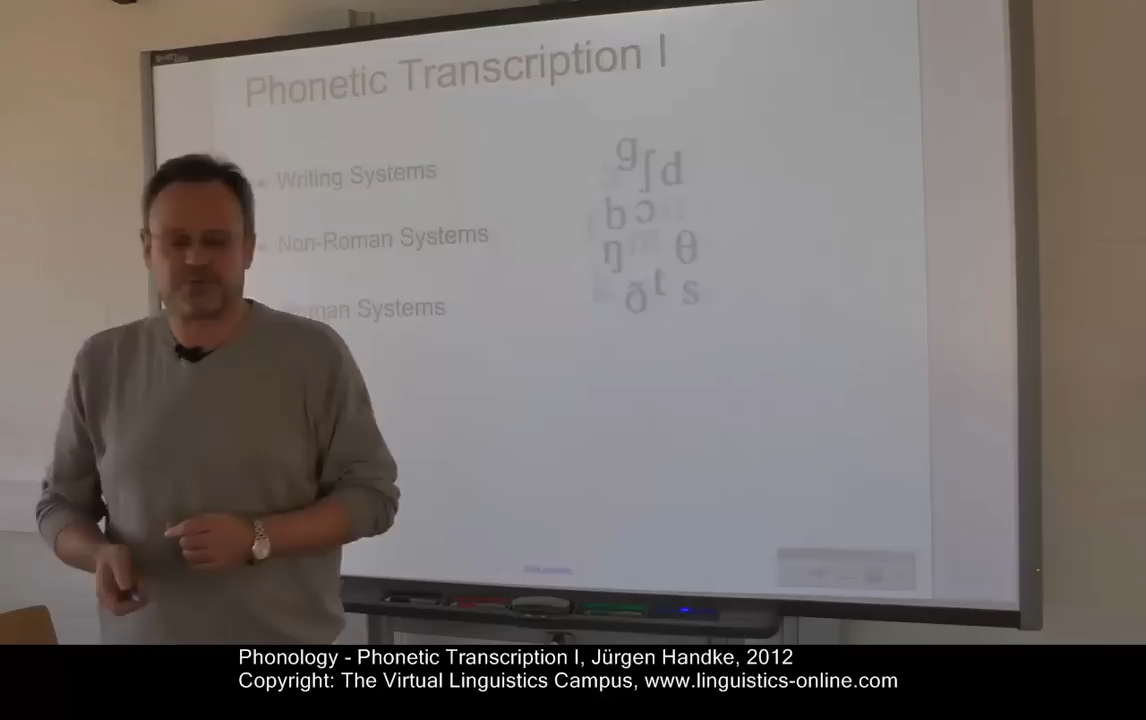 Phonetic Transcription I
Writing Systems
Non-Roman Systems
man Systems
g ʃ d
b ɔ
ŋ θ
ð t s
Phonology - Phonetic Transcription I, Jürgen Handke, 2012
Copyright: The Virtual Linguistics Campus, www.linguistics-online.com